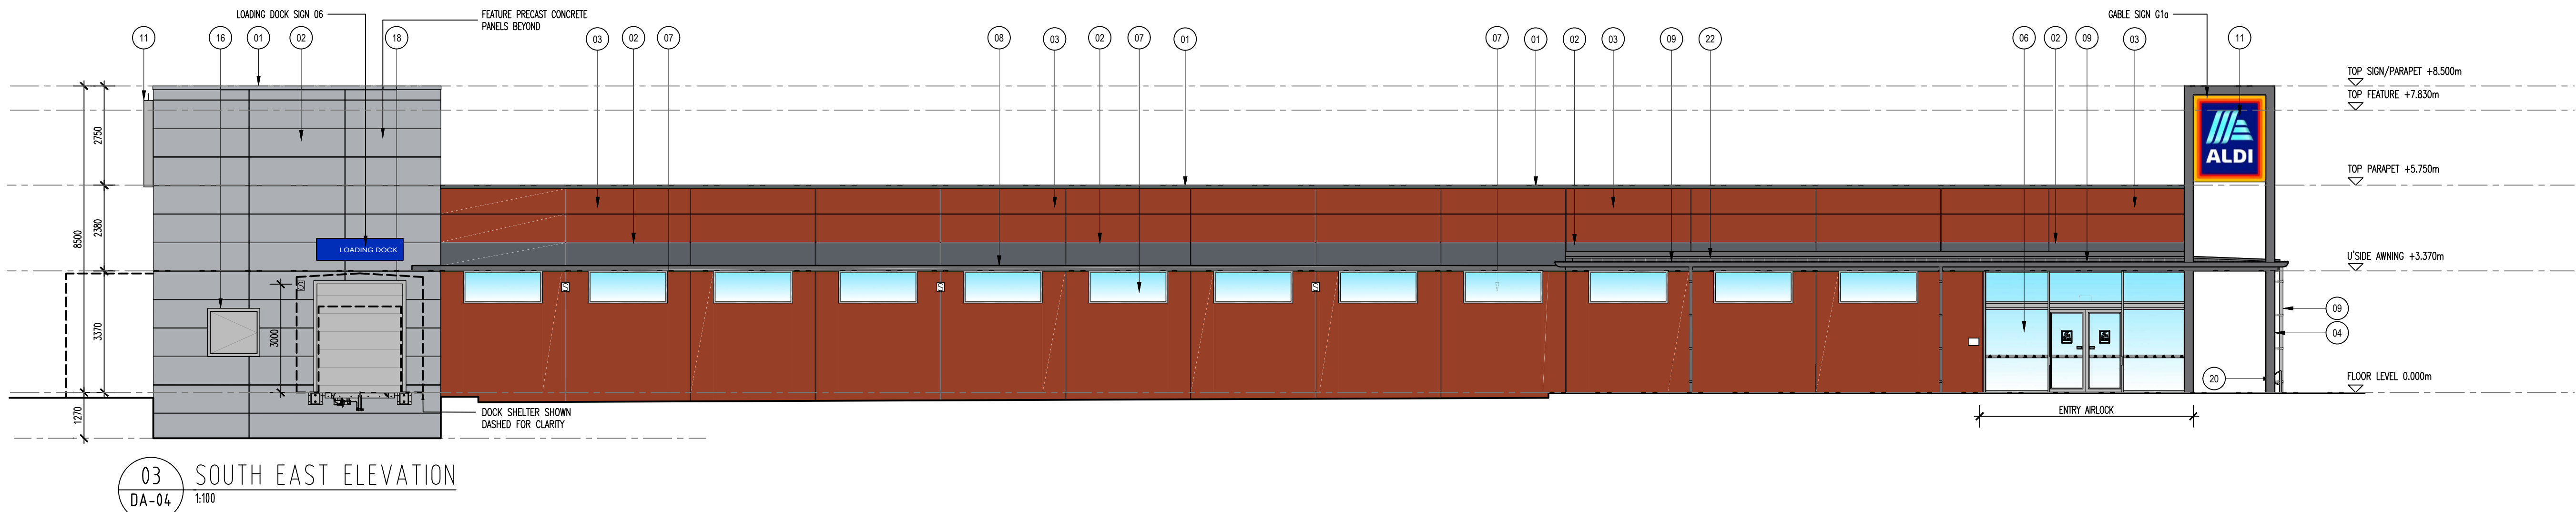 LOADING DOCK SIGN 06
FEATURE PRECAST CONCRETE
PANELS BEYOND
GABLE SIGN G1a
11
16
01
02
18
03
02
07
08
03
02
07
01
07
01
02
03
09
22
06
02
09
03
11
TOP SIGN/PARAPET +8.500m
TOP FEATURE +7.830m
TOP PARAPET +5.750m
U'SIDE AWNING +3.370m
FLOOR LEVEL 0.000m
2750
8500
2380
3370
3000
1270
LOADING DOCK
ALDI
09
04
20
ENTRY AIRLOCK
DOCK SHELTER SHOWN
DASHED FOR CLARITY
03
DA-04
SOUTH EAST ELEVATION
1:100